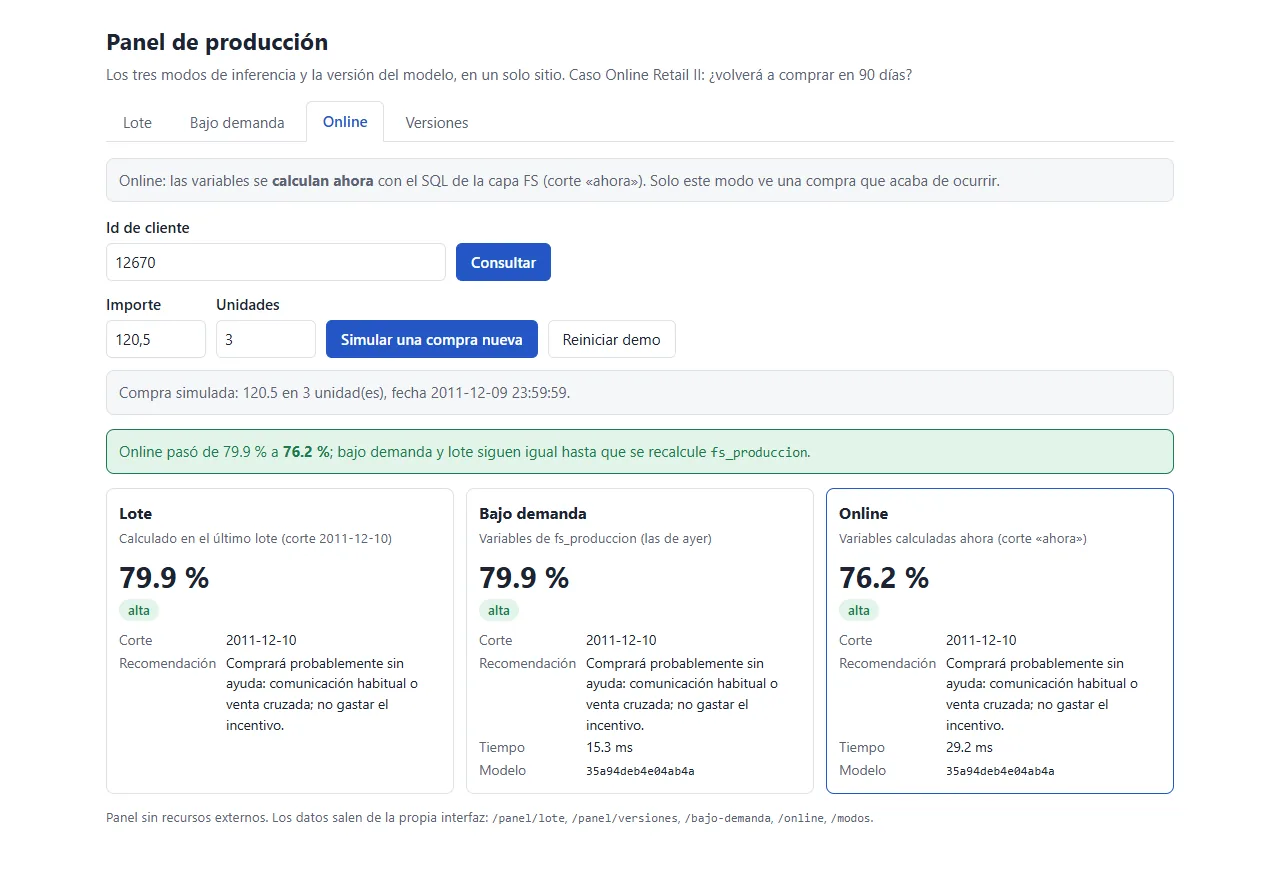 Panel de producción
Los tres modos de inferencia y la versión del modelo, en un solo sitio. Caso Online Retail II: ¿volverá a comprar en 90 días?
Lote
Bajo demanda
Online
Versiones
Online: las variables se calculan ahora con el SQL de la capa FS (corte «ahora»). Solo este modo ve una compra que acaba de ocurrir.
Id de cliente
12670
Consultar
Importe
Unidades
120,5
3
Simular una compra nueva
Reiniciar demo
Compra simulada: 120.5 en 3 unidad(es), fecha 2011-12-09 23:59:59.
Online pasó de 79.9 % a 76.2 %; bajo demanda y lote siguen igual hasta que se recalcule fs_produccion.
Lote
Calculado en el último lote (corte 2011-12-10)
79.9 %
alta
Corte 2011-12-10
Recomendación Comprará probablemente sin
ayuda: comunicación habitual o
venta cruzada; no gastar el
incentivo.
Bajo demanda
Variables de fs_produccion (las de ayer)
79.9 %
alta
Corte 2011-12-10
Recomendación Comprará probablemente sin
ayuda: comunicación habitual o
venta cruzada; no gastar el
incentivo.
Tiempo 15.3 ms
Modelo 35a94deb4e04ab4a
Online
Variables calculadas ahora (corte «ahora»)
76.2 %
alta
Corte 2011-12-10
Recomendación Comprará probablemente sin
ayuda: comunicación habitual o
venta cruzada; no gastar el
incentivo.
Tiempo 29.2 ms
Modelo 35a94deb4e04ab4a
Panel sin recursos externos. Los datos salen de la propia interfaz: /panel/lote, /panel/versiones, /bajo-demanda, /online, /modos.